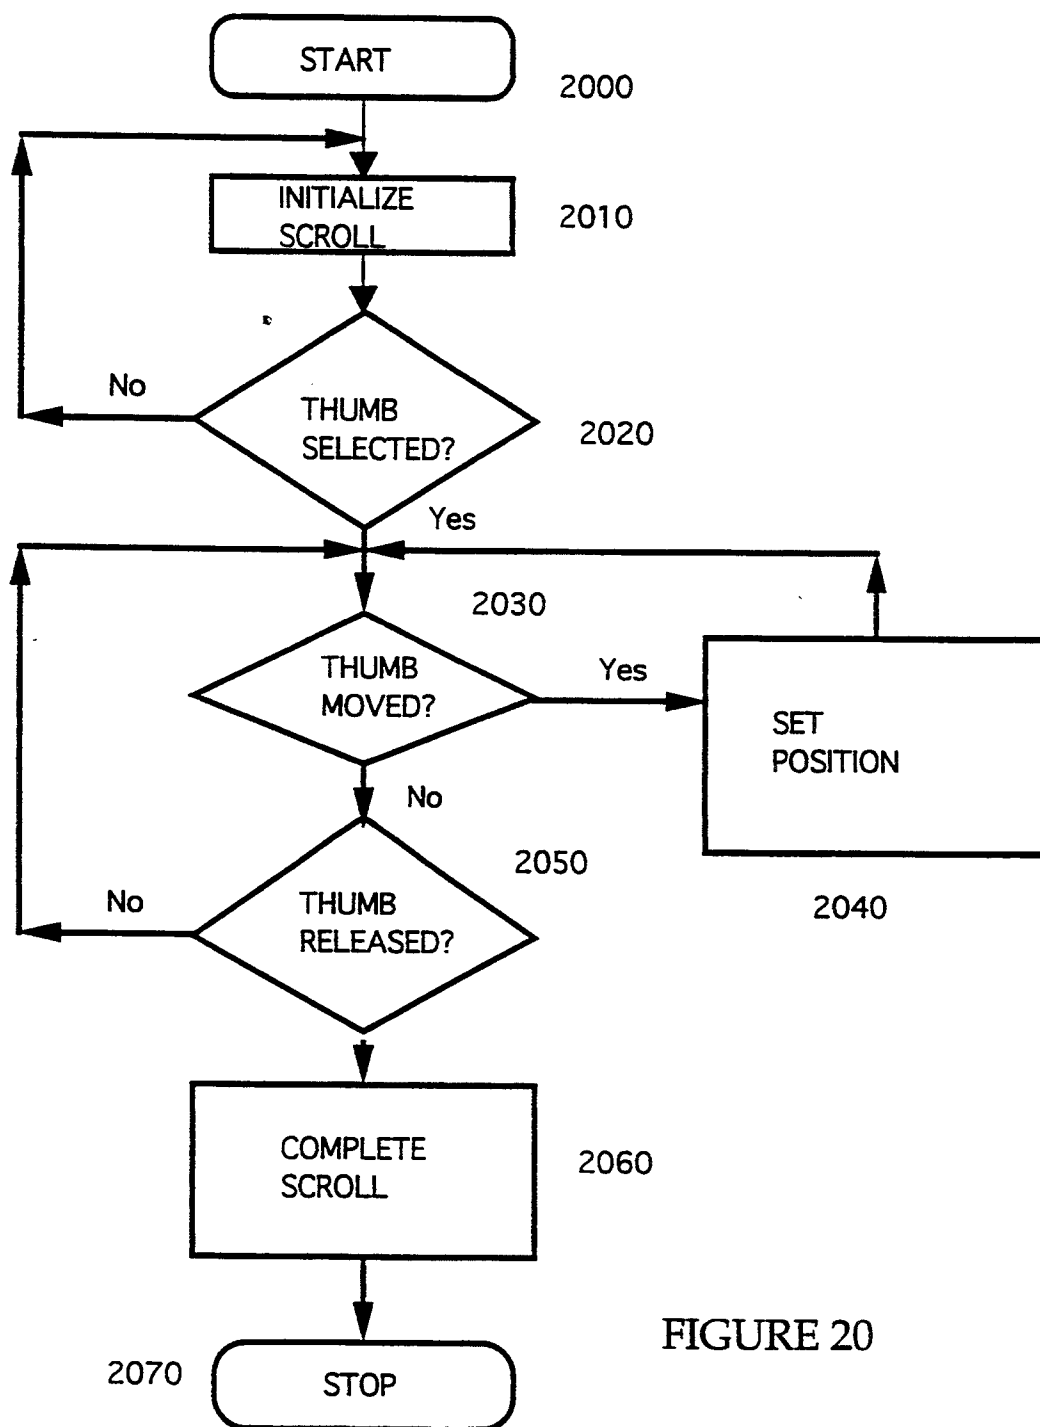 START
2000
INITIALIZE
SCROLL
2010
No
THUMB
SELECTED?
2020
Yes
2030
THUMB
MOVED?
Yes
SET
POSITION
2040
No
2050
No
THUMB
RELEASED?
COMPLETE
SCROLL
2060
2070
STOP
FIGURE 20